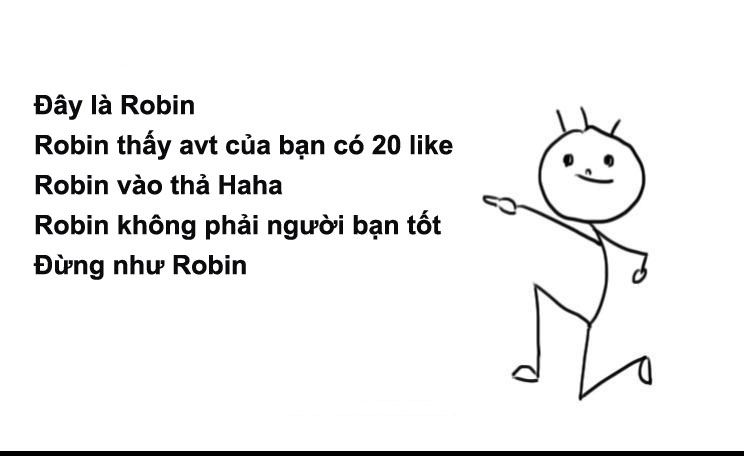 Đây là Robin
Robin thấy avt của bạn có 20 like
Robin vào thả Haha
Robin không phải người bạn tốt
Đừng như Robin